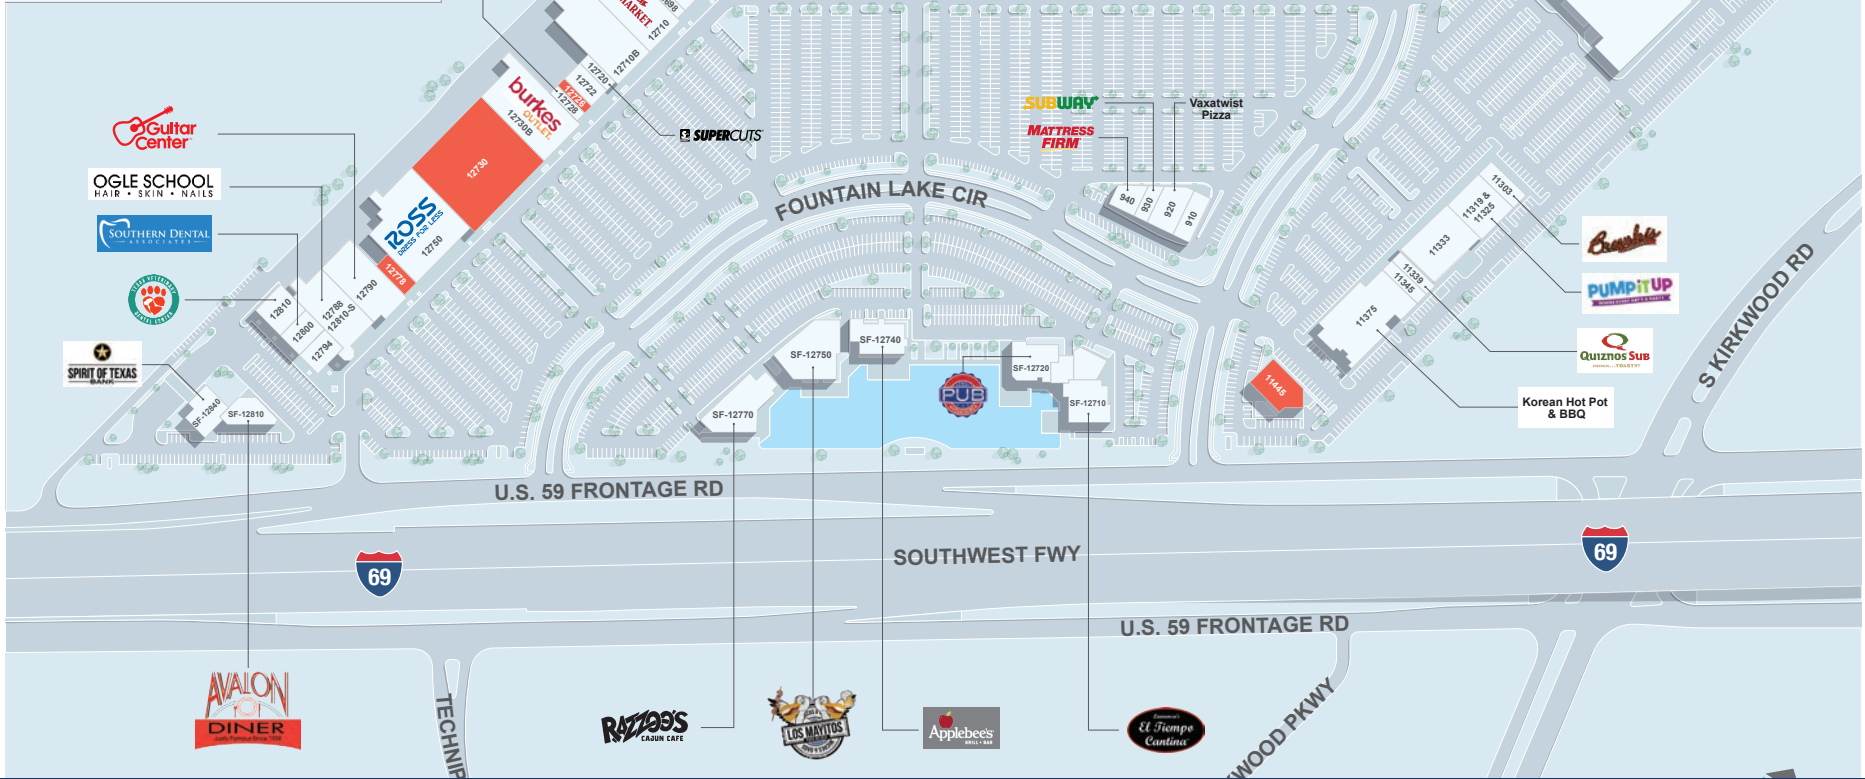 MARKET
12698
12710
12710B
12720
12722
12726
12728
burkes
OUTLET
12730B
SUPERCUTS
12730
ROSS
DRESS FOR LESS
12750
12778
Guitar
Center
OGLE SCHOOL
HAIR • SKIN • NAILS
SOUTHERN DENTAL
ASSOCIATES
12810
12800
12788
12810-S
12790
12794
SPIRIT OF TEXAS
BANK
SF-12840
SF-12810
SUBWAY
MATTRESS
FIRM
Vaxatwist
Pizza
FOUNTAIN LAKE CIR
940
930
920
910
11303
11319 &
11325
11333
11339
11345
11375
PUMP IT UP
QUIZNOS SUB
Korean Hot Pot
& BBQ
S KIRKWOOD RD
11445
SF-12750
SF-12740
SF-12720
SF-12710
SF-12770
PUB
U.S. 59 FRONTAGE RD
SOUTHWEST FWY
69
69
U.S. 59 FRONTAGE RD
AVALON
DINER
TECHNIP
RAZZOO'S
CAJUN CAFE
LOS MAYITOS
Applebee's
GRILL + BAR
El Tiempo
Cantina
KWOOD PKWY